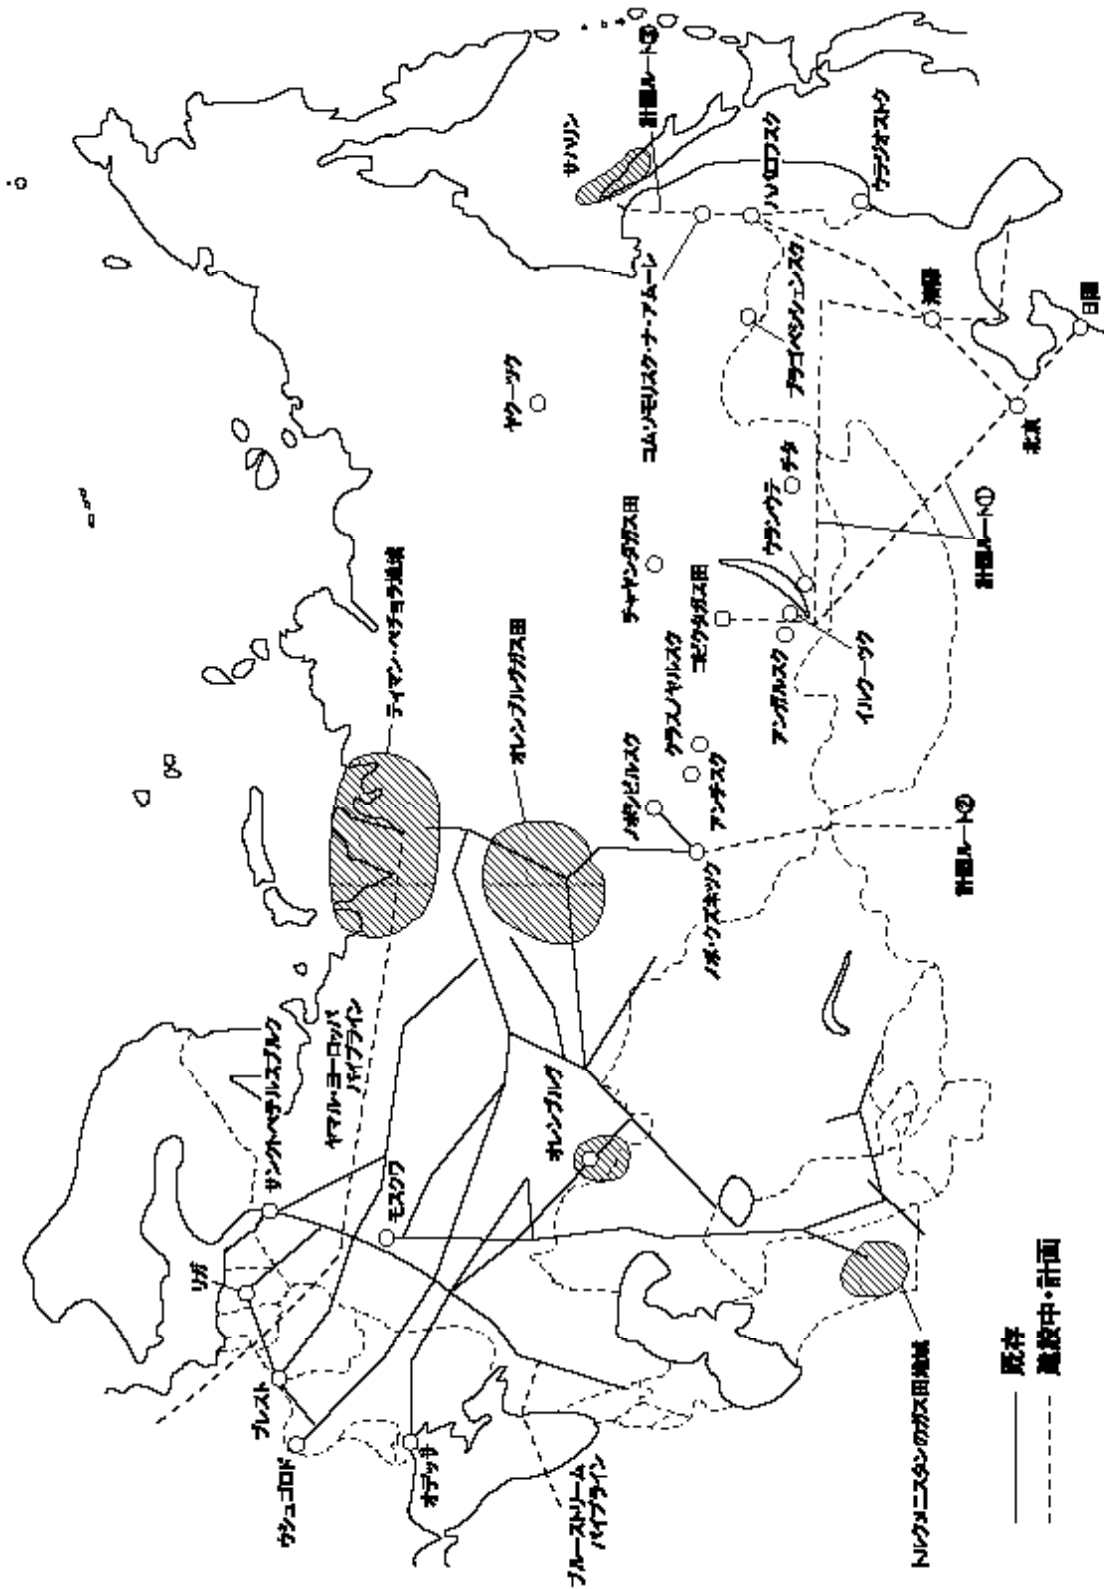 サンクトペテルスブルク
リガ
ブレスト
ウシュゴロド
オデッサ
モスクワ
ヤマル・ヨーロッパ
パイプライン
ブルーストリーム
パイプライン
オレンブルグ
トルクメニスタンのガス田地域
ティマン・ペチョラ地域
オレンブルグガス田
ノボシビルスク
ノボ・クズネツク
アンチスク
クラスノヤルスク
計画ルート②
チャヤンダガス田
コビクタガス田
アンガルスク
イルクーツク
ウランウデ
チタ
計画ルート①
ヤクーツク
サハリン
計画ルート③
コムソモリスク・ナ・アムーレ
ハバロフスク
ブラゴベシシェンスク
ウラジオストク
瀋陽
北京
日照
既存
建設中・計画